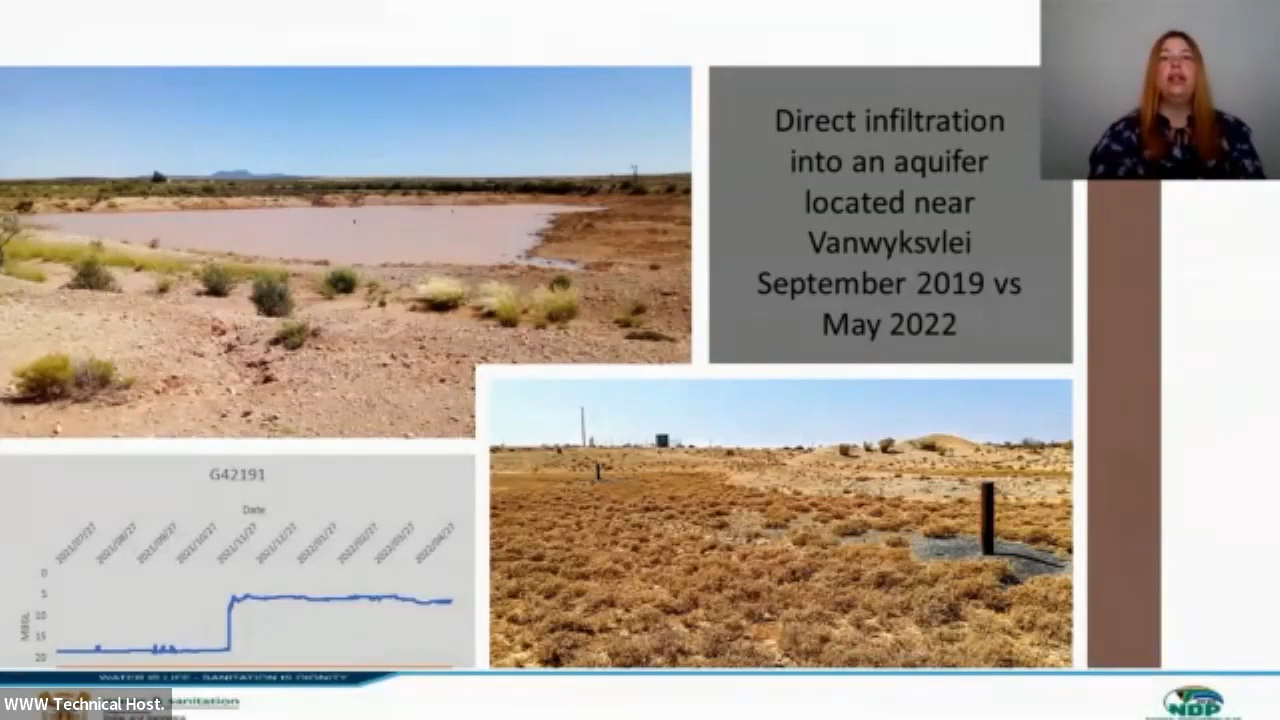 Direct infiltration
into an aquifer
located near
Vanwyksvlei
September 2019 vs
May 2022
G42191
Date
2021/07/27
2021/08/27
2021/09/27
2021/10/27
2021/11/27
2021/12/27
2022/01/27
2022/02/27
2022/03/27
2022/04/27
0
5
10
15
20
MBGL
WATER IS LIFE - SANITATION IS DIGNITY
sanitation
WWW Technical Host.
NDP